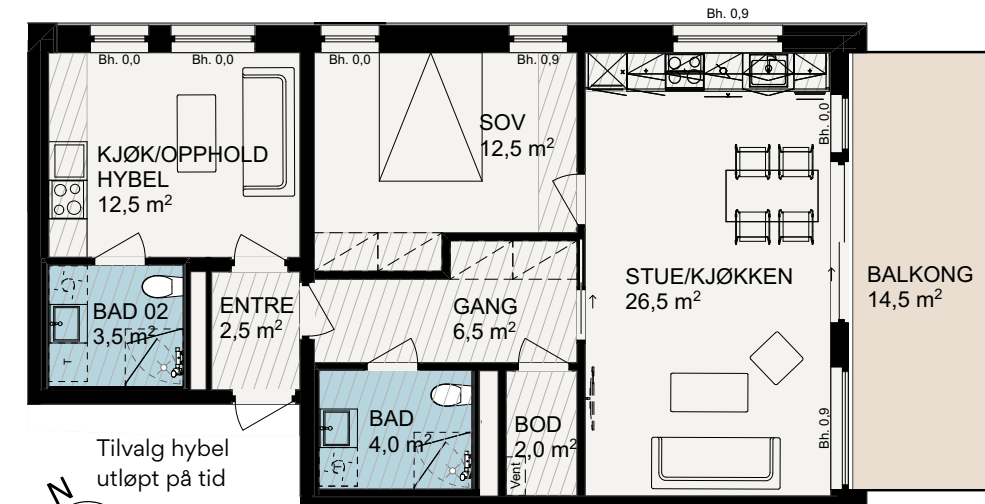 Bh. 0,9
Bh. 0,0
Bh. 0,0
Bh. 0,0
Bh. 0,9
KJØK/OPPHOLD
HYBEL
12,5 m²
SOV
12,5 m²
Bh. 0,0
BAD 02
3,5 m²
T
ENTRE
2,5 m²
GANG
6,5 m²
STUE/KJØKKEN
26,5 m²
BALKONG
14,5 m²
BAD
4,0 m²
BOD
2,0 m²
Vent
Bh. 0,9
Tilvalg hybel
utløpt på tid
N